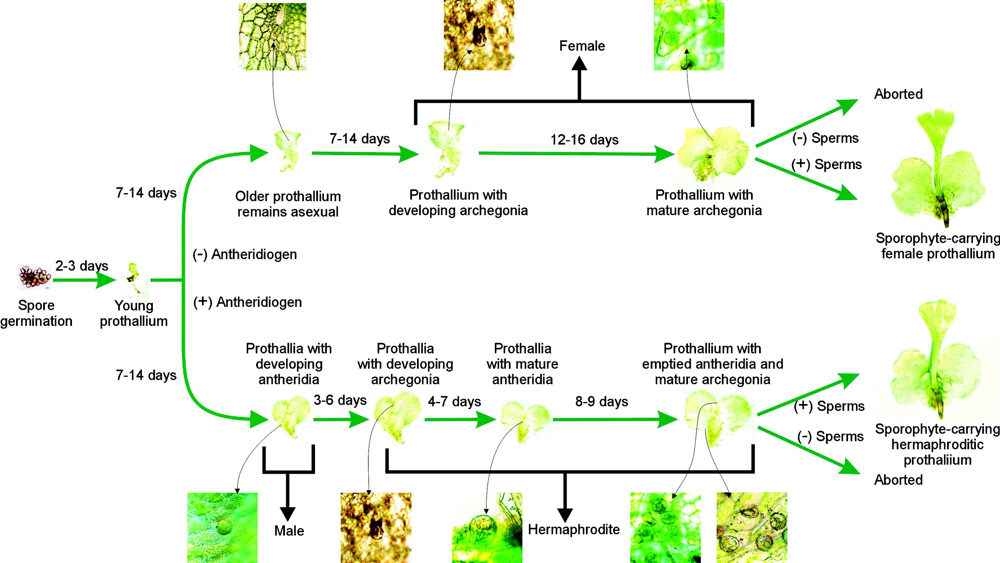 Female
Aborted
(-) Sperms
(+) Sperms
7-14 days
12-16 days
7-14 days
Older prothallium
remains asexual
Prothallium with
developing archegonia
Prothallium with
mature archegonia
Sporophyte-carrying
female prothallium
(-) Antheridiogen
2-3 days
Spore
germination
Young
prothallium
(+) Antheridiogen
7-14 days
Prothallia with
developing
antheridia
Prothallia
with developing
archegonia
Prothallia
with mature
antheridia
Prothallium with
emptied antheridia and
mature archegonia
3-6 days
4-7 days
8-9 days
(+) Sperms
(-) Sperms
Sporophyte-carrying
hermaphroditic
prothaliium
Aborted
Male
Hermaphrodite